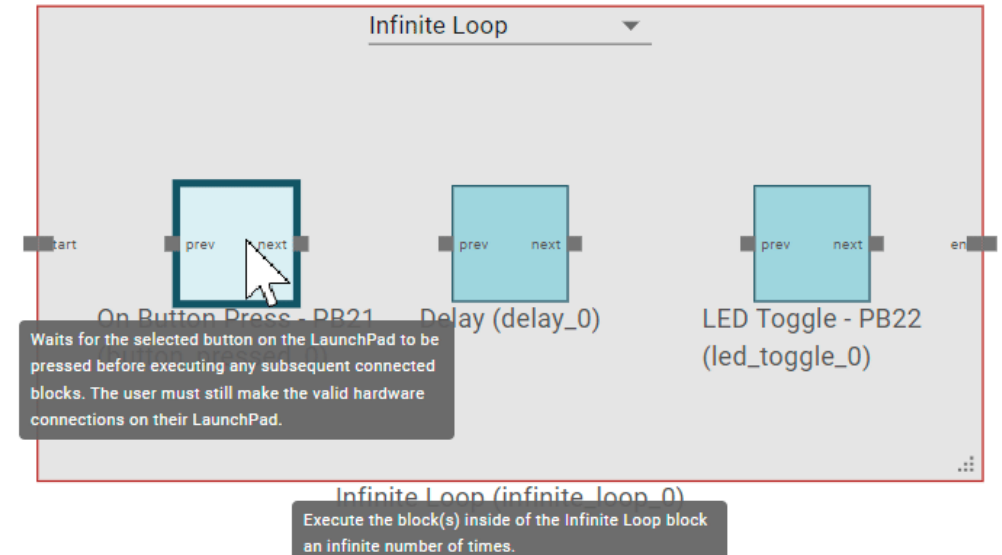 Infinite Loop
tart
prev
next
prev
next
prev
next
en
On Button Press - PB21
Delay (delay_0)
LED Toggle - PB22
(led_toggle_0)
Waits for the selected button on the LaunchPad to be
pressed before executing any subsequent connected
blocks. The user must still make the valid hardware
connections on their LaunchPad.
Infinite Loop (infinite_loop_0)
Execute the block(s) inside of the Infinite Loop block
an infinite number of times.